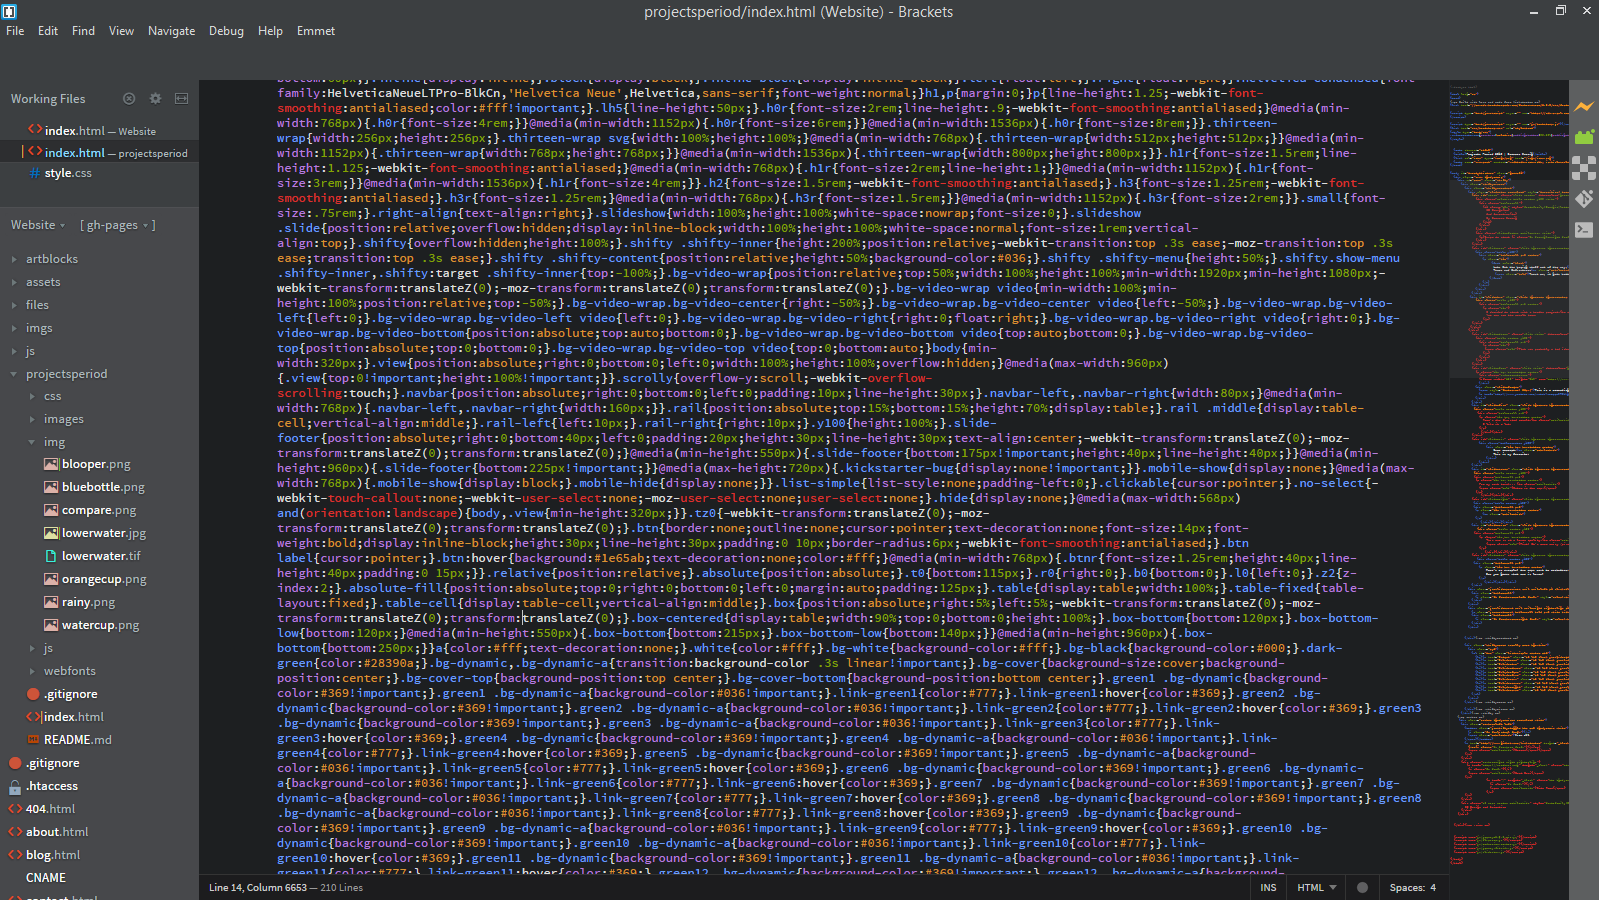 projectsperiod/index.html (Website) - Brackets
File Edit Find View Navigate Debug Help Emmet
Working Files
index.html — Website
index.html — projectsperiod
style.css
Website [ gh-pages ]
artblocks
assets
files
imgs
js
projectsperiod
css
images
img
blooper.png
bluebottle.png
compare.png
lowerwater.jpg
lowerwater.tif
orangecup.png
rainy.png
watercup.png
js
webfonts
.gitignore
index.html
README.md
.gitignore
.htaccess
404.html
about.html
blog.html
CNAME
contact.html
family:HelveticaNeueLTPro-BlkCn,'Helvetica Neue',Helvetica,sans-serif;font-weight:normal;}h1,p{margin:0;}p{line-height:1.25;-webkit-font-
smoothing:antialiased;color:#fff!important;}.lh5{line-height:50px;}.h0r{font-size:2rem;line-height:.9;-webkit-font-smoothing:antialiased;}@media(min-
width:768px){.h0r{font-size:4rem;}}@media(min-width:1152px){.h0r{font-size:6rem;}}@media(min-width:1536px){.h0r{font-size:8rem;}}.thirteen-
wrap{width:256px;height:256px;}.thirteen-wrap svg{width:100%;height:100%;}@media(min-width:768px){.thirteen-wrap{width:512px;height:512px;}}@media(min-
width:1152px){.thirteen-wrap{width:768px;height:768px;}}@media(min-width:1536px){.thirteen-wrap{width:800px;height:800px;}}.h1r{font-size:1.5rem;line-
height:1.125;-webkit-font-smoothing:antialiased;}@media(min-width:768px){.h1r{font-size:2rem;line-height:1;}}@media(min-width:1152px){.h1r{font-
size:3rem;}}@media(min-width:1536px){.h1r{font-size:4rem;}}.h2{font-size:1.5rem;-webkit-font-smoothing:antialiased;}.h3{font-size:1.25rem;-webkit-font-
smoothing:antialiased;}.h3r{font-size:1.25rem;}@media(min-width:768px){.h3r{font-size:1.5rem;}}@media(min-width:1152px){.h3r{font-size:2rem;}}.small{font-
size:.75rem;}.right-align{text-align:right;}.slideshow{width:100%;height:100%;white-space:nowrap;font-size:0;}.slideshow
.slide{position:relative;overflow:hidden;display:inline-block;width:100%;height:100%;white-space:normal;font-size:1rem;vertical-
align:top;}.shifty{overflow:hidden;height:100%;}.shifty .shifty-inner{height:200%;position:relative;-webkit-transition:top .3s ease;-moz-transition:top .3s
ease;transition:top .3s ease;}.shifty .shifty-content{position:relative;height:50%;background-color:#036;}.shifty .shifty-menu{height:50%;}.shifty.show-menu
.shifty-inner,.shifty:target .shifty-inner{top:-100%;}.bg-video-wrap{position:relative;top:50%;width:100%;height:100%;min-width:1920px;min-height:1080px;-
webkit-transform:translateZ(0);-moz-transform:translateZ(0);transform:translateZ(0);}.bg-video-wrap video{min-width:100%;min-
height:100%;position:relative;top:-50%;}.bg-video-wrap.bg-video-center{right:-50%;}.bg-video-wrap.bg-video-center video{left:-50%;}.bg-video-wrap.bg-video-
left{left:0;}.bg-video-wrap.bg-video-left video{left:0;}.bg-video-wrap.bg-video-right{right:0;float:right;}.bg-video-wrap.bg-video-right video{right:0;}.bg-
video-wrap.bg-video-bottom{position:absolute;top:auto;bottom:0;}.bg-video-wrap.bg-video-bottom video{top:auto;bottom:0;}.bg-video-wrap.bg-video-
top{position:absolute;top:0;bottom:0;}.bg-video-wrap.bg-video-top video{top:0;bottom:auto;}body{min-
width:320px;}.view{position:absolute;right:0;bottom:0;left:0;width:100%;height:100%;overflow:hidden;}@media(max-width:960px)
{.view{top:0!important;height:100%!important;}}.scrolly{overflow-y:scroll;-webkit-overflow-
scrolling:touch;}.navbar{position:absolute;right:0;bottom:0;left:0;padding:10px;line-height:30px;}.navbar-left,.navbar-right{width:80px;}@media(min-
width:768px){.navbar-left,.navbar-right{width:160px;}}.rail{position:absolute;top:15%;bottom:15%;height:70%;display:table;}.rail .middle{display:table-
cell;vertical-align:middle;}.rail-left{left:10px;}.rail-right{right:10px;}.y100{height:100%;}.slide-
footer{position:absolute;right:0;bottom:40px;left:0;padding:20px;height:30px;line-height:30px;text-align:center;-webkit-transform:translateZ(0);-moz-
transform:translateZ(0);transform:translateZ(0);}@media(min-height:550px){.slide-footer{bottom:175px!important;height:40px;line-height:40px;}}@media(min-
height:960px){.slide-footer{bottom:225px!important;}}@media(max-height:720px){.kickstarter-bug{display:none!important;}}.mobile-show{display:none;}@media(max-
width:768px){.mobile-show{display:block;}.mobile-hide{display:none;}}.list-simple{list-style:none;padding-left:0;}.clickable{cursor:pointer;}.no-select{-
webkit-touch-callout:none;-webkit-user-select:none;-moz-user-select:none;user-select:none;}.hide{display:none;}@media(max-width:568px)
and(orientation:landscape){body,.view{min-height:320px;}}.tz0{-webkit-transform:translateZ(0);-moz-
transform:translateZ(0);transform:translateZ(0);}.btn{border:none;outline:none;cursor:pointer;text-decoration:none;font-size:14px;font-
weight:bold;display:inline-block;height:30px;line-height:30px;padding:0 10px;border-radius:6px;-webkit-font-smoothing:antialiased;}.btn
label{cursor:pointer;}.btn:hover{background:#1e65ab;text-decoration:none;color:#fff;}@media(min-width:768px){.btnr{font-size:1.25rem;height:40px;line-
height:40px;padding:0 15px;}}.relative{position:relative;}.absolute{position:absolute;}.t0{bottom:115px;}.r0{right:0;}.b0{bottom:0;}.l0{left:0;}.z2{z-
index:2;}.absolute-fill{position:absolute;top:0;right:0;bottom:0;left:0;margin:auto;padding:125px;}.table{display:table;width:100%;}.table-fixed{table-
layout:fixed;}.table-cell{display:table-cell;vertical-align:middle;}.box{position:absolute;right:5%;left:5%;-webkit-transform:translateZ(0);-moz-
transform:translateZ(0);transform:translateZ(0);}.box-centered{display:table;width:90%;top:0;bottom:0;height:100%;}.box-bottom{bottom:120px;}.box-bottom-
low{bottom:120px;}@media(min-height:550px){.box-bottom{bottom:215px;}.box-bottom-low{bottom:140px;}}@media(min-height:960px){.box-
bottom{bottom:250px;}}a{color:#fff;text-decoration:none;}.white{color:#fff;}.bg-white{background-color:#fff;}.bg-black{background-color:#000;}.dark-
green{color:#28390a;}.bg-dynamic,.bg-dynamic-a{transition:background-color .3s linear!important;}.bg-cover{background-size:cover;background-
position:center;}.bg-cover-top{background-position:top center;}.bg-cover-bottom{background-position:bottom center;}.green1 .bg-dynamic{background-
color:#369!important;}.green1 .bg-dynamic-a{background-color:#036!important;}.link-green1{color:#777;}.link-green1:hover{color:#369;}.green2 .bg-
dynamic{background-color:#369!important;}.green2 .bg-dynamic-a{background-color:#036!important;}.link-green2{color:#777;}.link-green2:hover{color:#369;}.green3
.bg-dynamic{background-color:#369!important;}.green3 .bg-dynamic-a{background-color:#036!important;}.link-green3{color:#777;}.link-
green3:hover{color:#369;}.green4 .bg-dynamic{background-color:#369!important;}.green4 .bg-dynamic-a{background-color:#036!important;}.link-
green4{color:#777;}.link-green4:hover{color:#369;}.green5 .bg-dynamic{background-color:#369!important;}.green5 .bg-dynamic-a{background-
color:#036!important;}.link-green5{color:#777;}.link-green5:hover{color:#369;}.green6 .bg-dynamic{background-color:#369!important;}.green6 .bg-dynamic-
a{background-color:#036!important;}.link-green6{color:#777;}.link-green6:hover{color:#369;}.green7 .bg-dynamic{background-color:#369!important;}.green7 .bg-
dynamic-a{background-color:#036!important;}.link-green7{color:#777;}.link-green7:hover{color:#369;}.green8 .bg-dynamic{background-color:#369!important;}.green8
.bg-dynamic-a{background-color:#036!important;}.link-green8{color:#777;}.link-green8:hover{color:#369;}.green9 .bg-dynamic{background-
color:#369!important;}.green9 .bg-dynamic-a{background-color:#036!important;}.link-green9{color:#777;}.link-green9:hover{color:#369;}.green10 .bg-
dynamic{background-color:#369!important;}.green10 .bg-dynamic-a{background-color:#036!important;}.link-green10{color:#777;}.link-
green10:hover{color:#369;}.green11 .bg-dynamic{background-color:#369!important;}.green11 .bg-dynamic-a{background-color:#036!important;}.link-
Line 14, Column 6653 — 210 Lines
INS HTML Spaces: 4